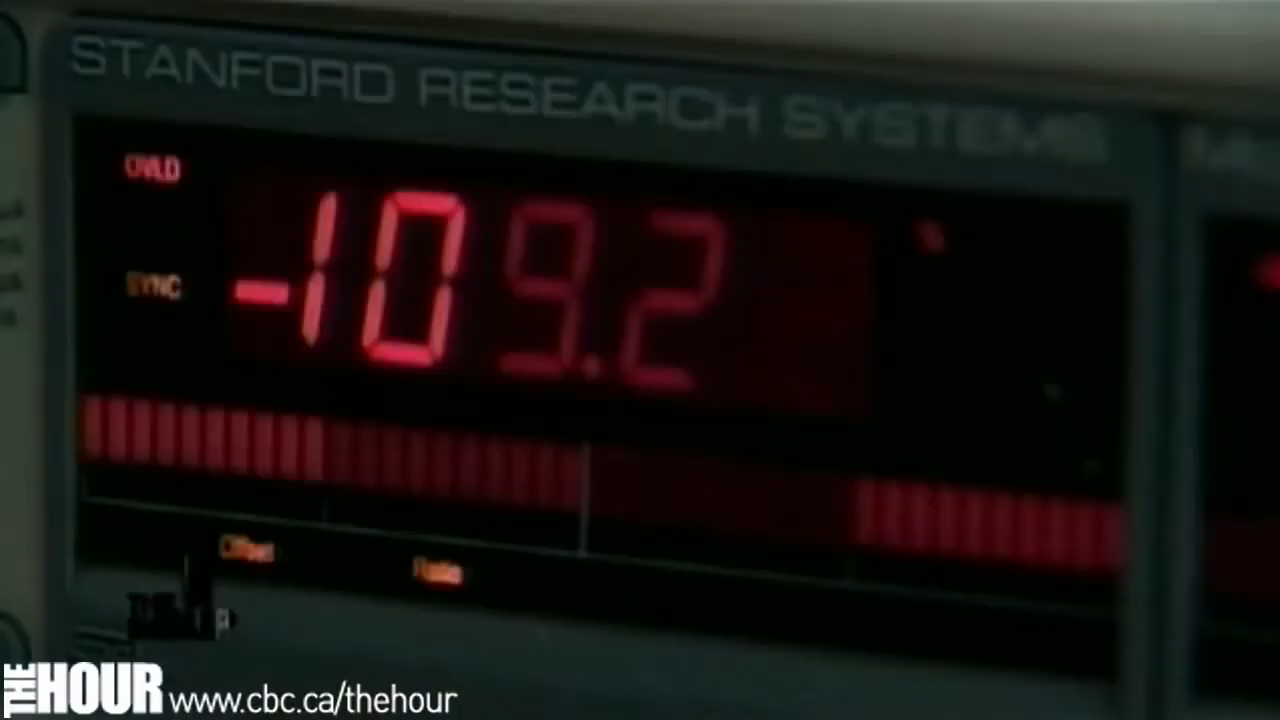 STANFORD RESEARCH SYSTEMS
OVLD
-109.2
%
SYNC
Offset
Ratio
THE HOUR www.cbc.ca/thehour